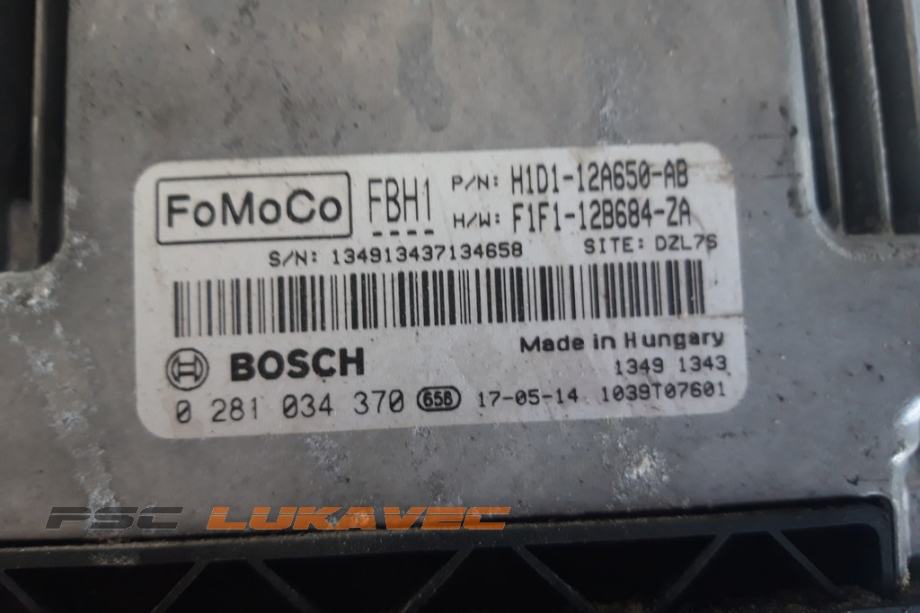 FoMoCo FBH1 P/N: H1D1-12A650-AB
H/W: F1F1-12B684-ZA
S/N: 134913437134658 SITE: DZL7S
BOSCH Made in Hungary
1349 1343
0 281 034 370 658 17-05-14 1039T07601
PSC LUKAVEC